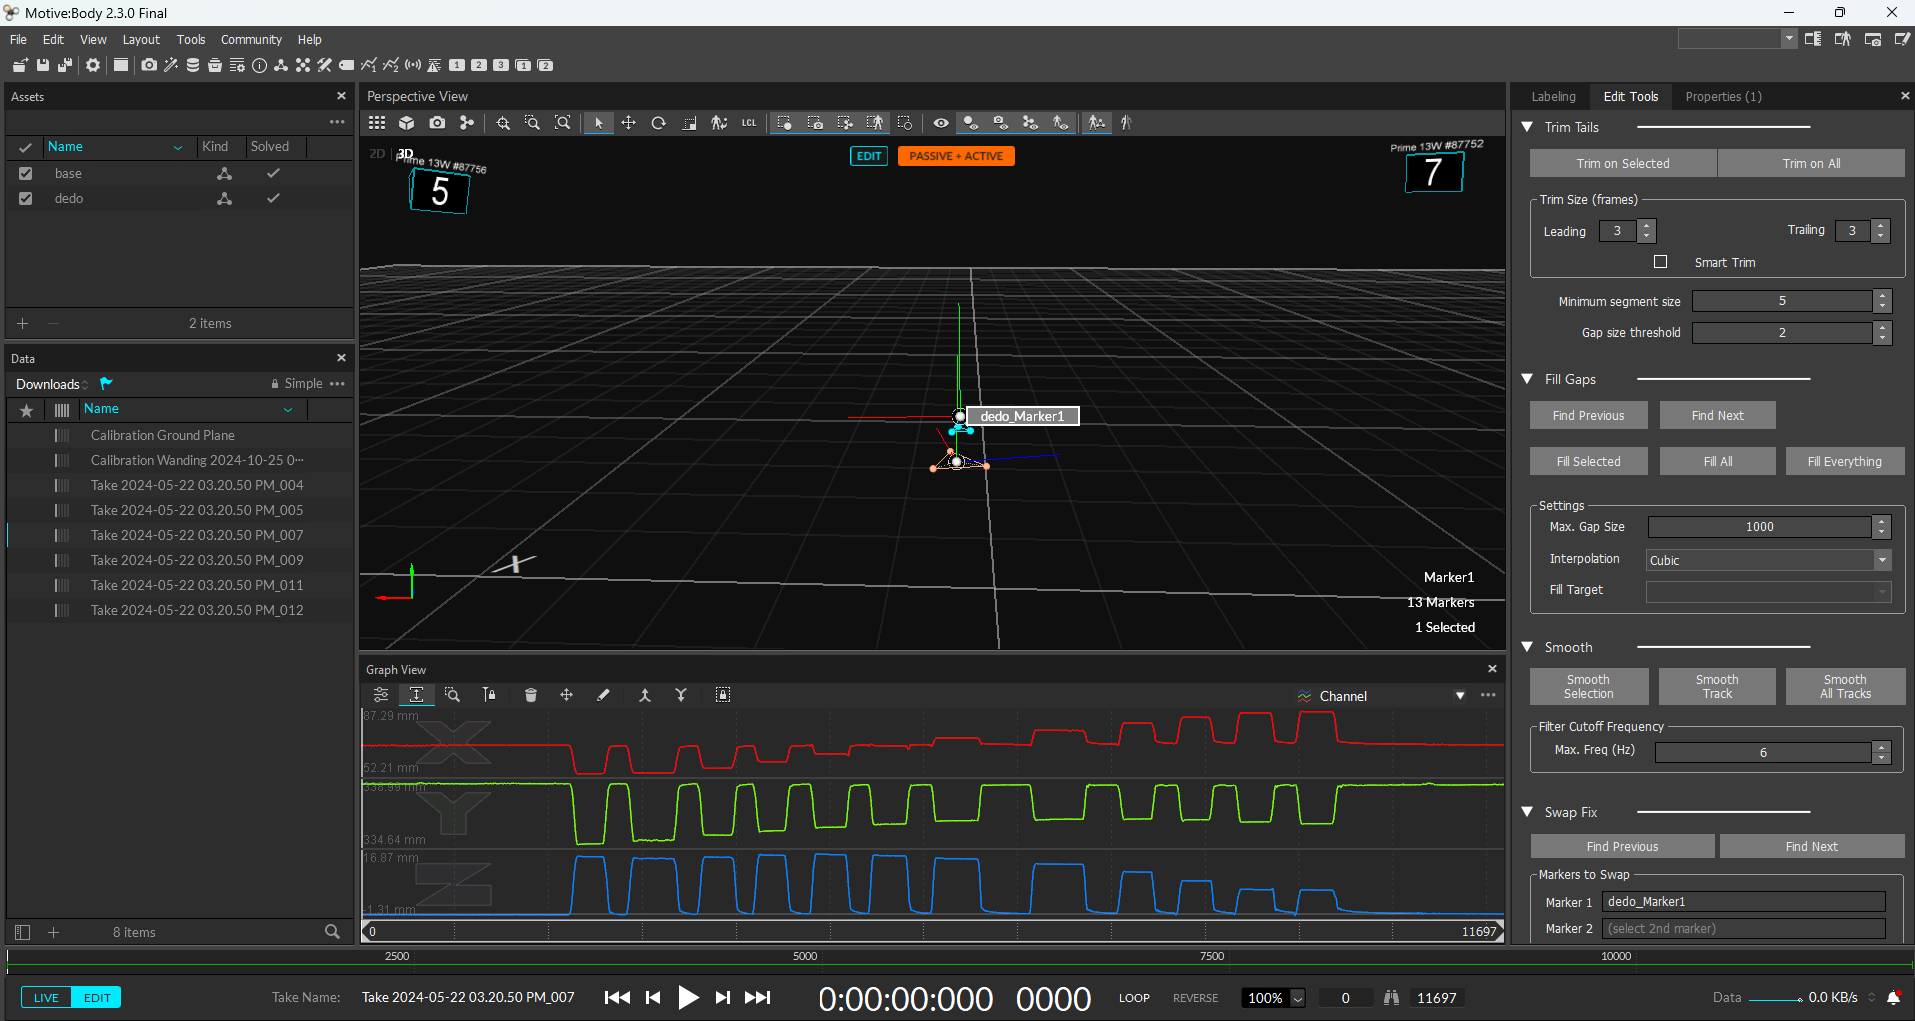 Motive:Body 2.3.0 Final
File Edit View Layout Tools Community Help
1 2 3 1 2
Assets
Name Kind Solved
base
dedo
2 items
Data
Downloads Simple
Name
Calibration Ground Plane
Calibration Wanding 2024-10-25 0···
Take 2024-05-22 03.20.50 PM_004
Take 2024-05-22 03.20.50 PM_005
Take 2024-05-22 03.20.50 PM_007
Take 2024-05-22 03.20.50 PM_009
Take 2024-05-22 03.20.50 PM_011
Take 2024-05-22 03.20.50 PM_012
8 items
Perspective View
LCL
2D 3D
EDIT PASSIVE + ACTIVE
Prime 13W #87756
5
Prime 13W #87752
7
dedo_Marker1
X
Marker1
13 Markers
1 Selected
Graph View
Channel
87.29 mm
X
52.21 mm
338.99 mm
Y
334.64 mm
16.87 mm
Z
-1.31 mm
0 11697
Labeling Edit Tools Properties (1)
Trim Tails
Trim on Selected Trim on All
Trim Size (frames)
Leading 3 Trailing 3
Smart Trim
Minimum segment size 5
Gap size threshold 2
Fill Gaps
Find Previous Find Next
Fill Selected Fill All Fill Everything
Settings
Max. Gap Size 1000
Interpolation Cubic
Fill Target
Smooth
Smooth Selection Smooth Track Smooth All Tracks
Filter Cutoff Frequency
Max. Freq (Hz) 6
Swap Fix
Find Previous Find Next
Markers to Swap
Marker 1 dedo_Marker1
Marker 2 (select 2nd marker)
2500 5000 7500 10000
LIVE EDIT Take Name: Take 2024-05-22 03.20.50 PM_007 0:00:00:000 0000 LOOP REVERSE 100% 0 11697 Data 0.0 KB/s